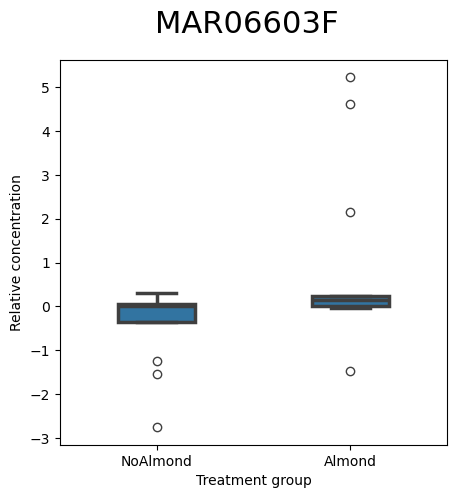 MAR06603F
Relative concentration
5
4
3
2
1
0
−1
−2
−3
NoAlmond
Almond
Treatment group